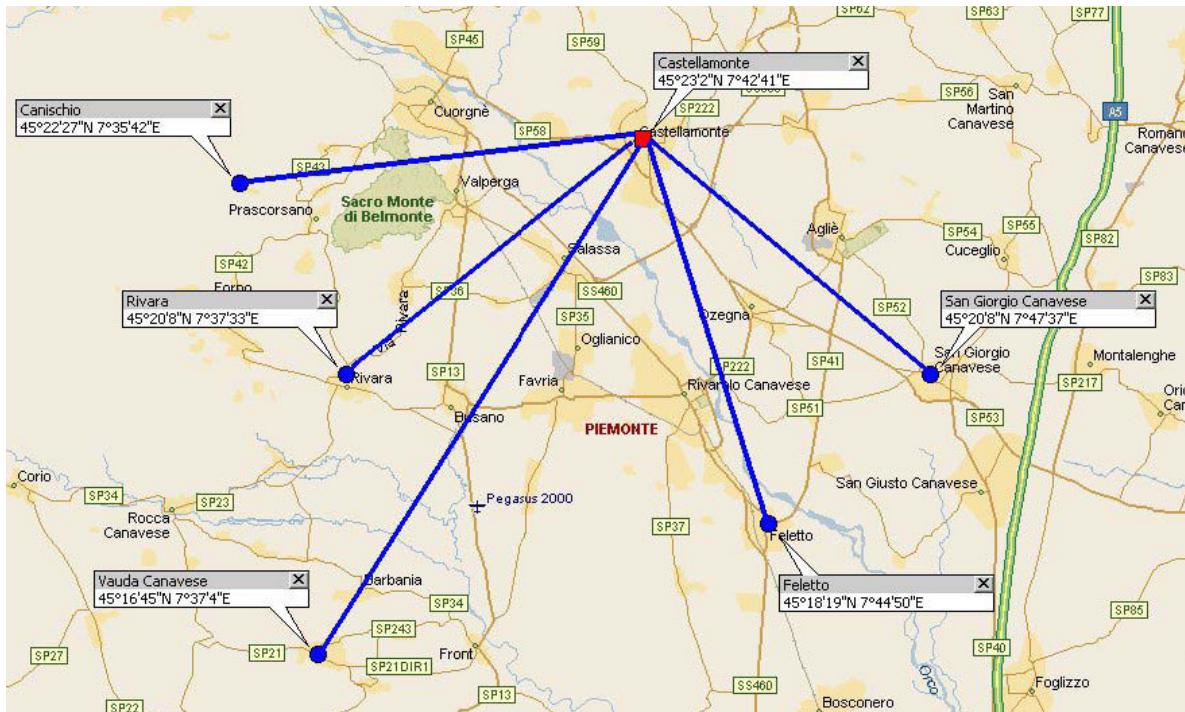 SP62
SP63
SP77
SP45
SP59
Castellamonte
45°23'2"N 7°42'41"E
SP222
SP56
San
Martino
Canavese
A5
Romano
Canavese
Canischio
45°22'27"N 7°35'42"E
Cuorgnè
SP58
Castellamonte
SP43
Valperga
Prascorsano
Sacro Monte
di Belmonte
Agliè
SP54
SP55
Cuceglio
SP82
SP42
Salassa
SP83
Rivara
45°20'8"N 7°37'33"E
SP36
SS460
SP52
San Giorgio Canavese
45°20'8"N 7°47'37"E
Via Rivara
SP35
Ozegna
Oglianico
SP41
San Giorgio
Canavese
Montalenghe
SP222
Rivara
SP13
Favria
Rivarolo Canavese
SP217
SP51
SP53
Busano
PIEMONTE
Corio
SP34
SP23
Pegasus 2000
San Giusto Canavese
Rocca
Canavese
SP37
Feletto
Vauda Canavese
45°16'45"N 7°37'4"E
Barbania
Feletto
45°18'19"N 7°44'50"E
SP34
SP85
SP243
SP27
SP21
SP21DIR1
Front
SP40
SP13
SS460
Orco
Foglizzo
SP22
Bosconero